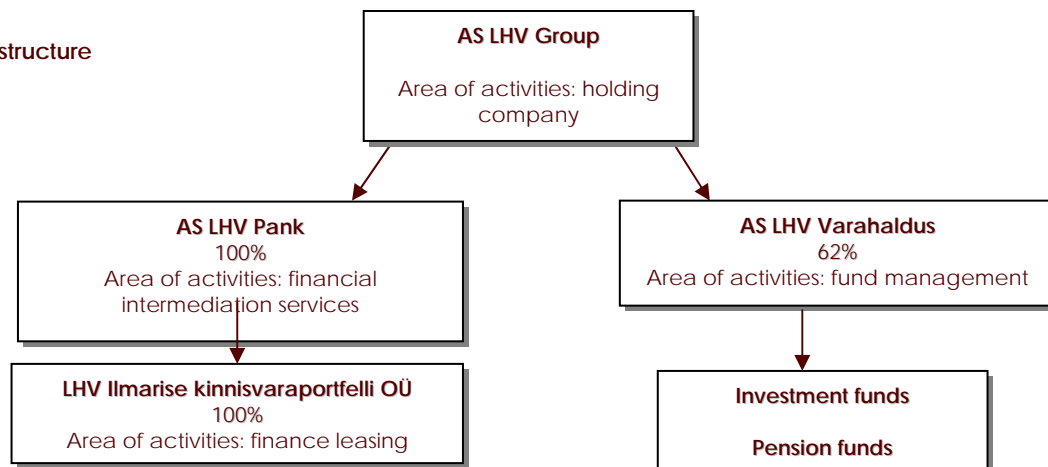 AS LHV Group
structure
Area of activities: holding
company
AS LHV Pank
100%
Area of activities: financial
intermediation services
AS LHV Varahaldus
62%
Area of activities: fund management
LHV Ilmarise kinnisvaraportfelli OÜ
100%
Area of activities: finance leasing
Investment funds
Pension funds